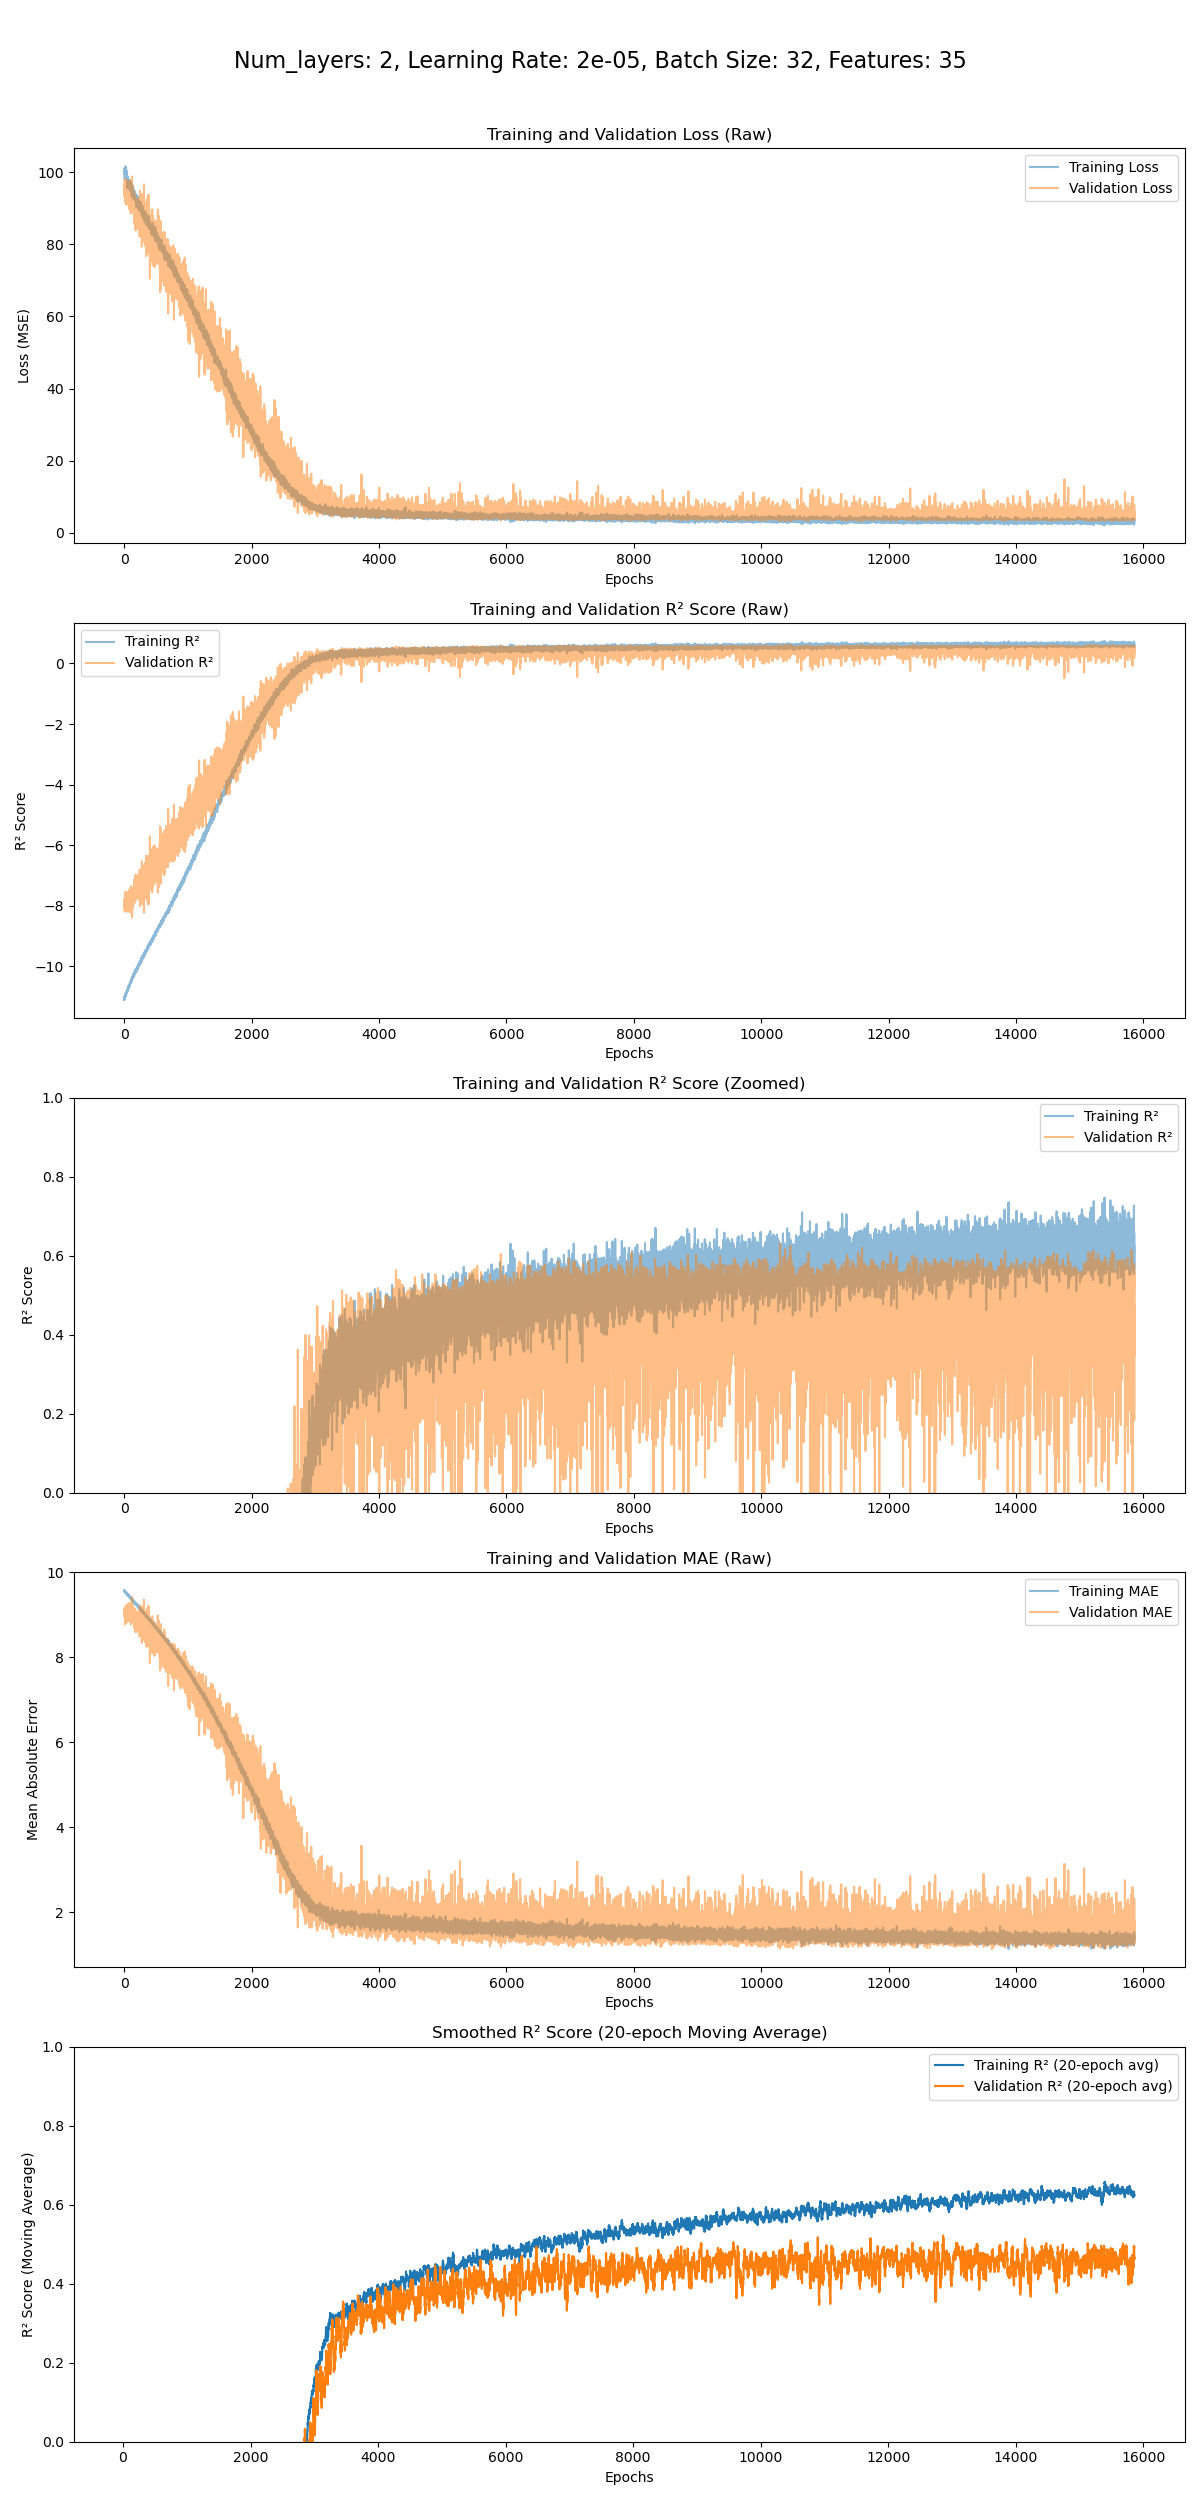 Num_layers: 2, Learning Rate: 2e-05, Batch Size: 32, Features: 35
Training and Validation Loss (Raw)
Training Loss
Validation Loss
Loss (MSE)
100
80
60
40
20
0
0 2000 4000 6000 8000 10000 12000 14000 16000
Epochs
Training and Validation R² Score (Raw)
Training R²
Validation R²
R² Score
0
−2
−4
−6
−8
−10
0 2000 4000 6000 8000 10000 12000 14000 16000
Epochs
Training and Validation R² Score (Zoomed)
Training R²
Validation R²
R² Score
1.0
0.8
0.6
0.4
0.2
0.0
0 2000 4000 6000 8000 10000 12000 14000 16000
Epochs
Training and Validation MAE (Raw)
Training MAE
Validation MAE
Mean Absolute Error
10
8
6
4
2
0 2000 4000 6000 8000 10000 12000 14000 16000
Epochs
Smoothed R² Score (20-epoch Moving Average)
Training R² (20-epoch avg)
Validation R² (20-epoch avg)
R² Score (Moving Average)
1.0
0.8
0.6
0.4
0.2
0.0
0 2000 4000 6000 8000 10000 12000 14000 16000
Epochs